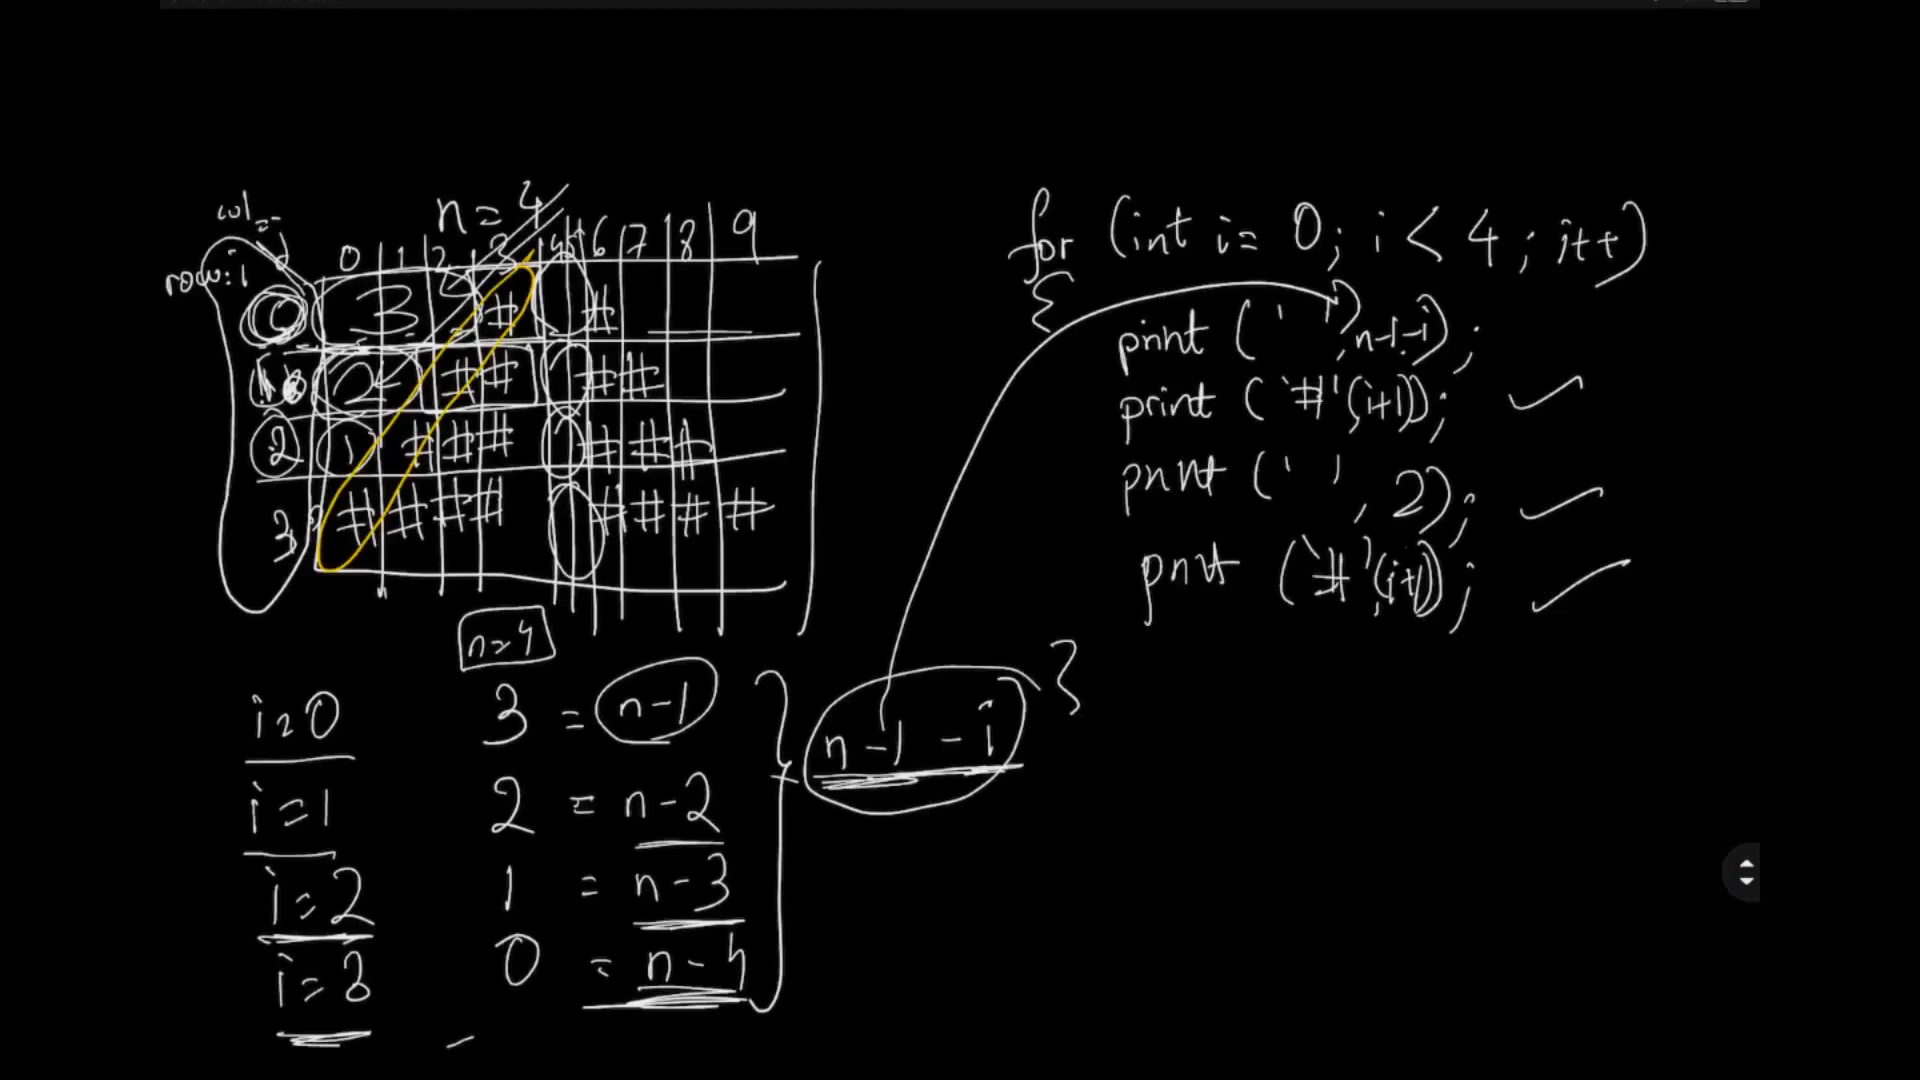 n = 4
col = j
0 1 2 3 4 5 6 7 8 9
row: i
0 3 # #
1 2 ## ##
2 1 ### ###
3 #### ####
n = 4
i = 0 3 = n-1
i = 1 2 = n-2
i = 2 1 = n-3
i = 3 0 = n-4
n-1 - i
for (int i = 0; i < 4; i++)
{
print (' ', n-1-i);
print ('#', (i+1));
print (' ', 2);
print ('#', (i+1));
}